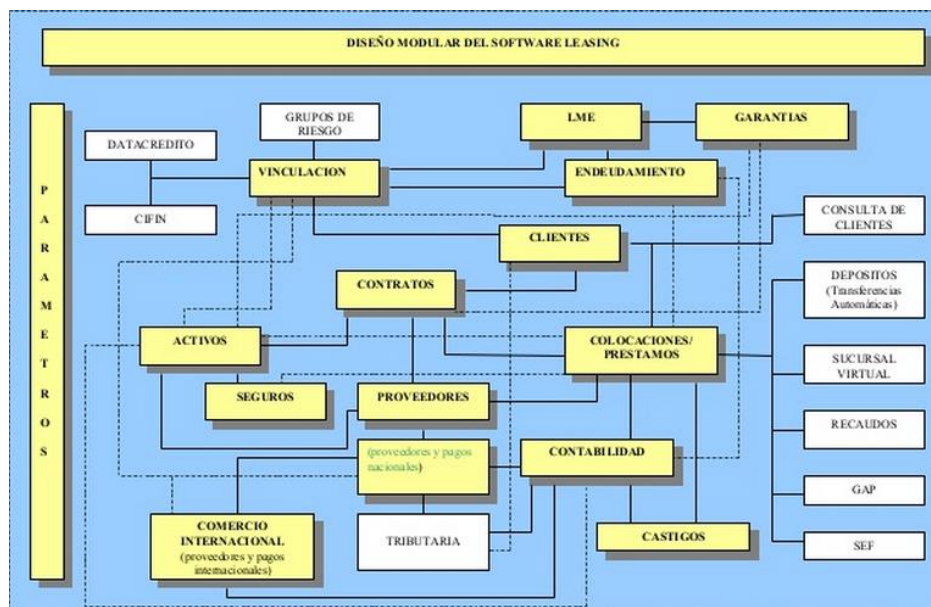 DISEÑO MODULAR DEL SOFTWARE LEASING
PARAMETROS
GRUPOS DE
RIESGO
LME
GARANTIAS
DATACREDITO
VINCULACION
ENDEUDAMIENTO
CIFIN
CLIENTES
CONSULTA DE
CLIENTES
CONTRATOS
DEPOSITOS
(Transferencias
Automáticas)
ACTIVOS
COLOCACIONES/
PRESTAMOS
SUCURSAL
VIRTUAL
SEGUROS
PROVEEDORES
RECAUDOS
(proveedores y pagos
nacionales)
CONTABILIDAD
GAP
COMERCIO
INTERNACIONAL
(proveedores y pagos
internacionales)
TRIBUTARIA
CASTIGOS
SEF